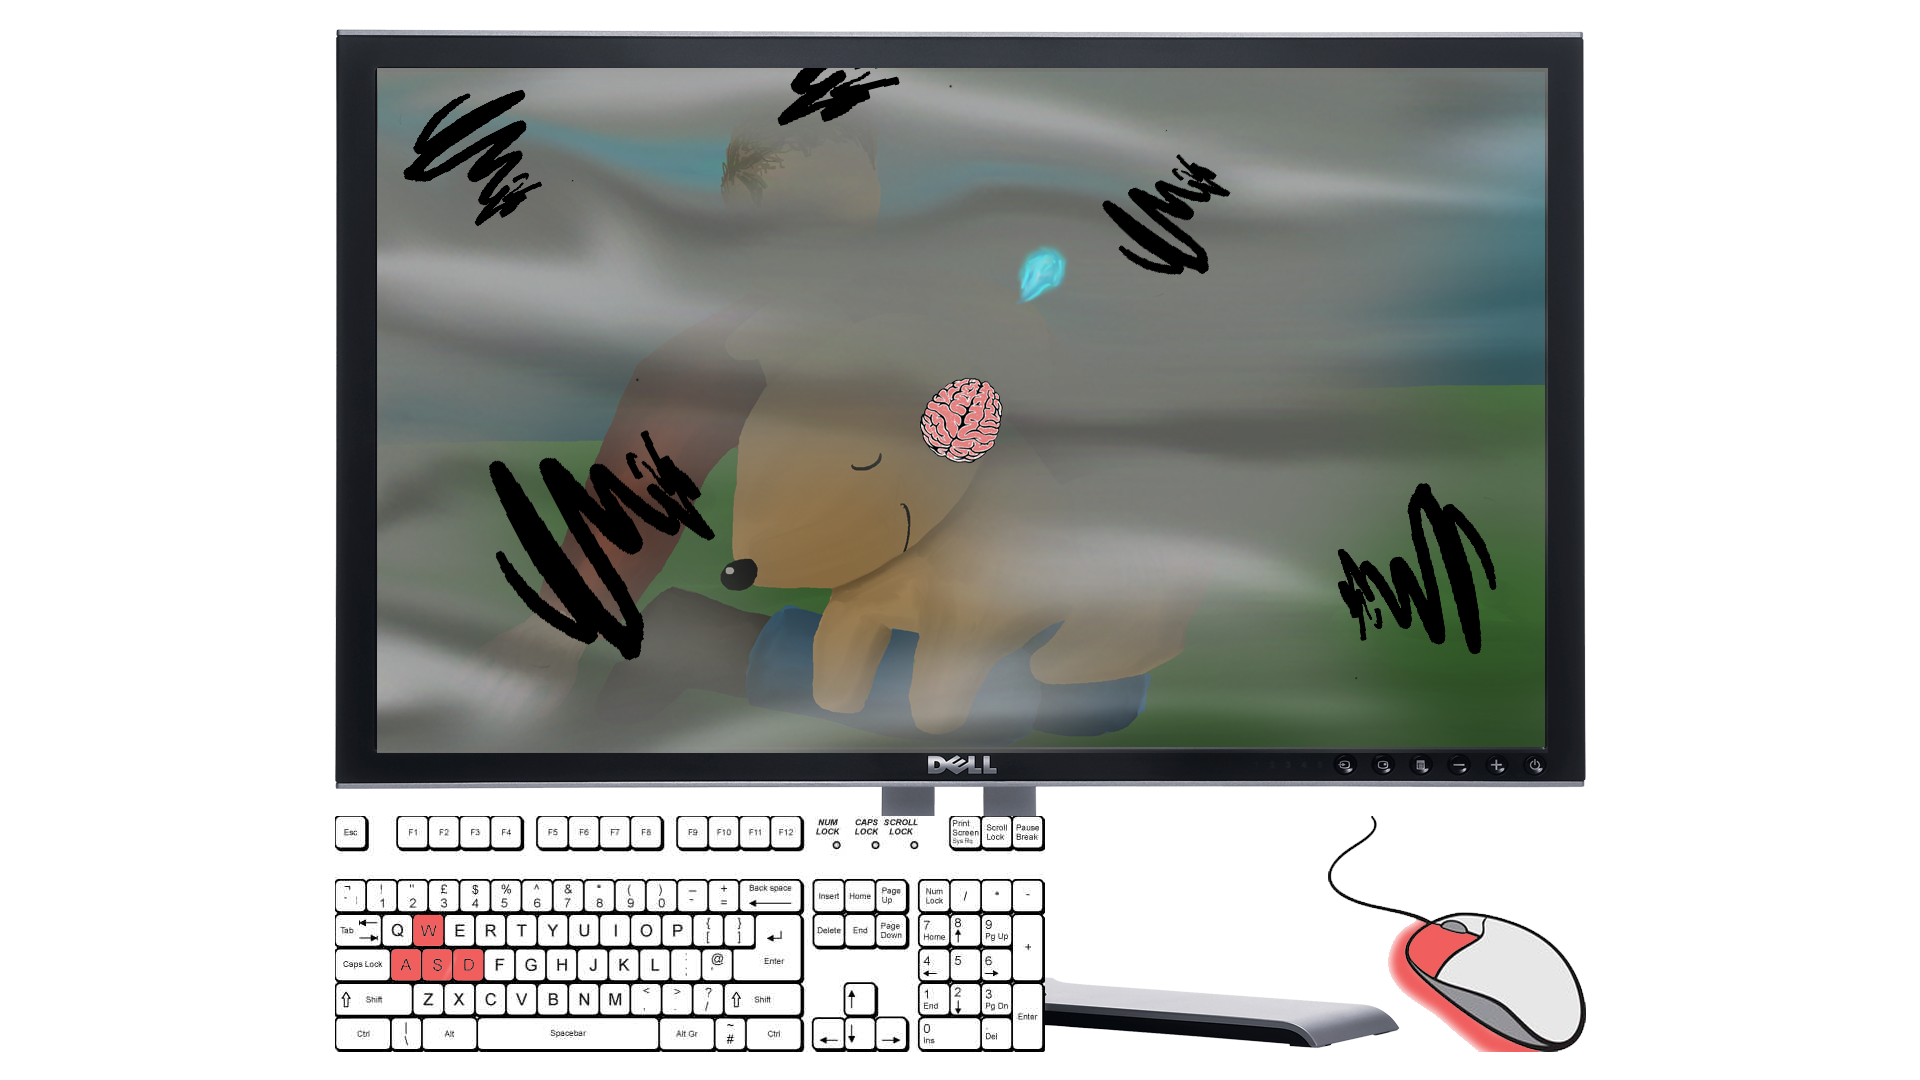 DELL
Esc F1 F2 F3 F4 F5 F6 F7 F8 F9 F10 F11 F12
NUM LOCK CAPS LOCK SCROLL LOCK
Print Screen Sys Rq Scroll Lock Pause Break
¬ ` ¦ ! 1 " 2 £ 3 $ 4 % 5 ^ 6 & 7 * 8 ( 9 ) 0 – - + = Back space
Insert Home Page Up
Num Lock / * -
Tab Q W E R T Y U I O P { [ } ] Enter
Delete End Page Down
7 Home 8 9 Pg Up +
Caps Lock A S D F G H J K L : ; @ '
4 5 6
Shift Z X C V B N M < , > . ? / Shift
1 End 2 3 Pg Dn Enter
Ctrl | \ Alt Spacebar Alt Gr ~ # Ctrl
0 Ins . Del